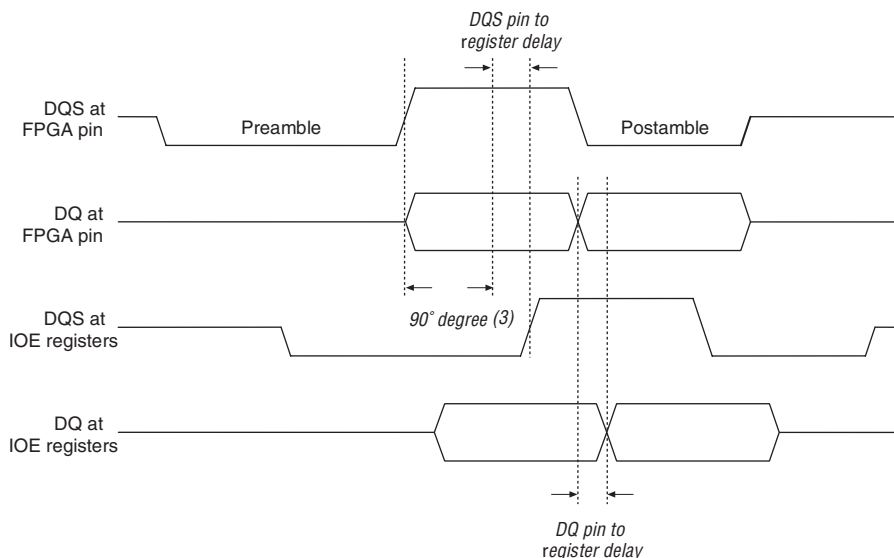 DQS pin to
register delay
DQS at
FPGA pin
Preamble
Postamble
DQ at
FPGA pin
90˚ degree (3)
DQS at
IOE registers
DQ at
IOE registers
DQ pin to
register delay